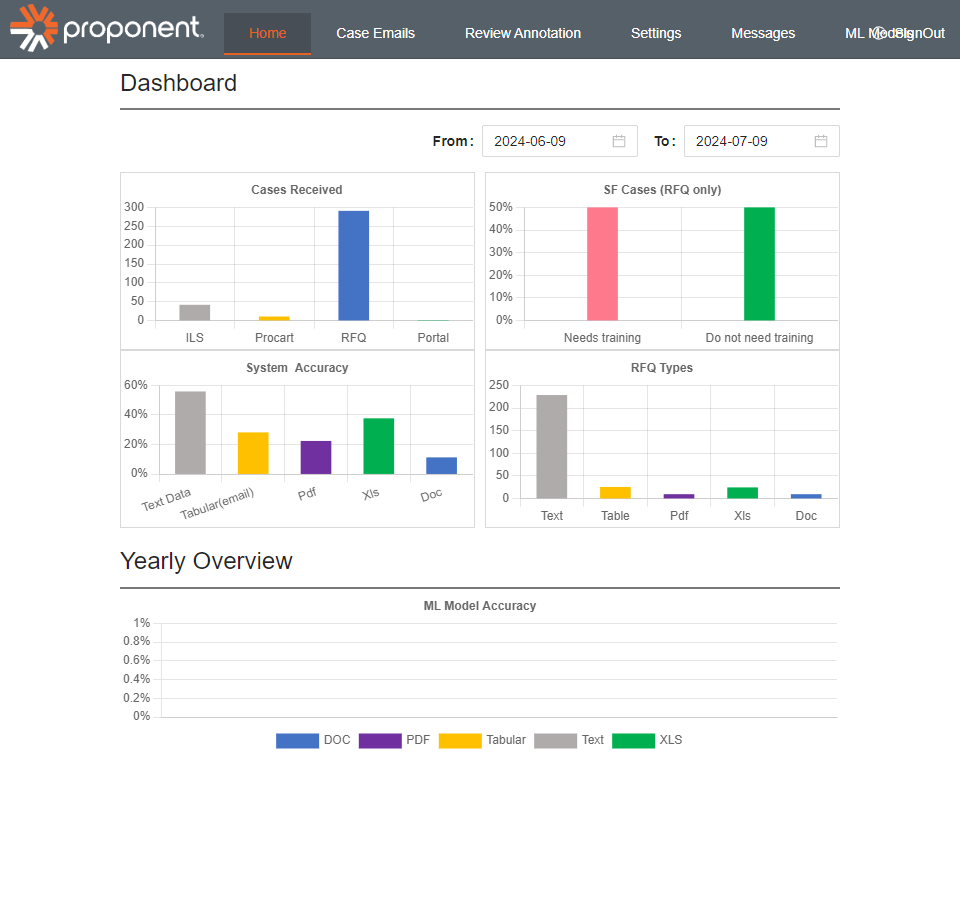 proponent. Home Case Emails Review Annotation Settings Messages ML Models SignOut
Dashboard
From: 2024-06-09 To: 2024-07-09
Cases Received
300
250
200
150
100
50
0
ILS Procart RFQ Portal
SF Cases (RFQ only)
50%
40%
30%
20%
10%
0%
Needs training Do not need training
System Accuracy
60%
40%
20%
0%
Text Data Tabular(email) Pdf Xls Doc
RFQ Types
250
200
150
100
50
0
Text Table Pdf Xls Doc
Yearly Overview
ML Model Accuracy
1%
0.8%
0.6%
0.4%
0.2%
0%
DOC PDF Tabular Text XLS